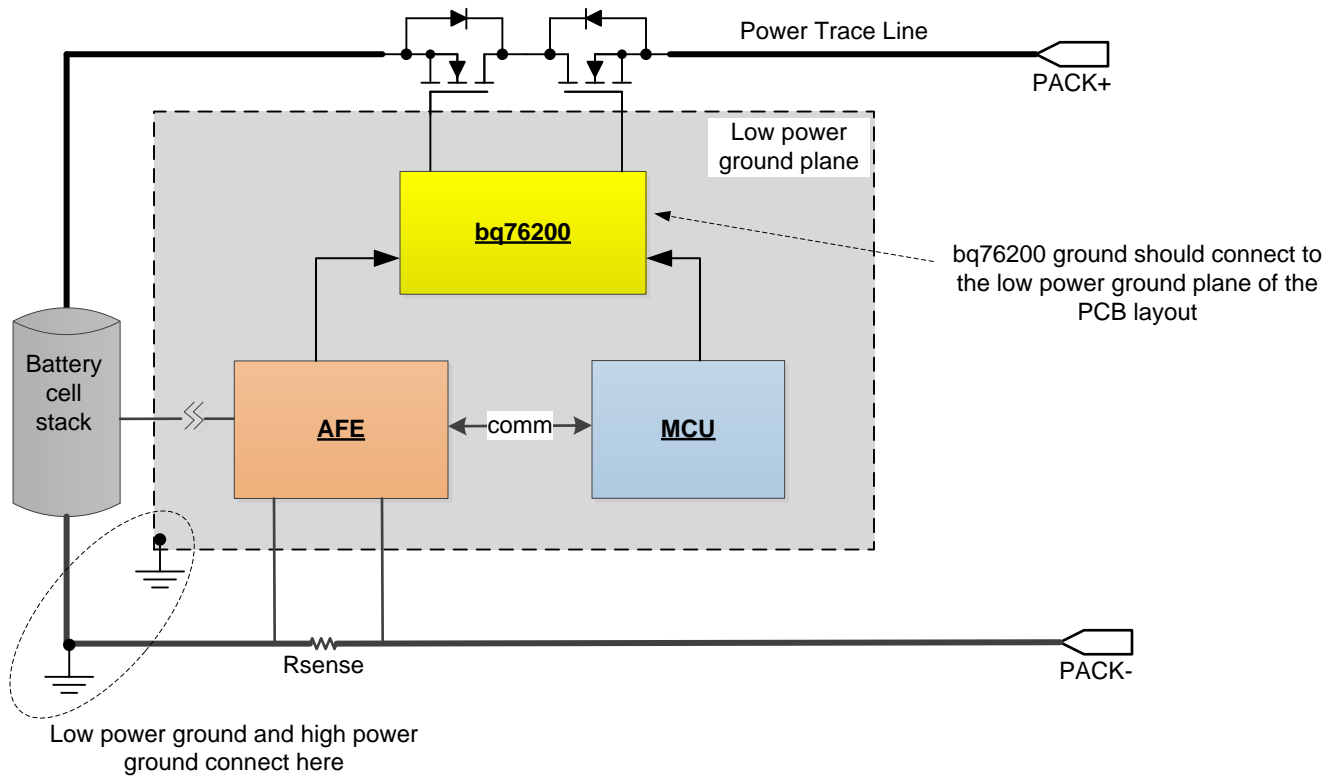 Power Trace Line
PACK+
Low power
ground plane
bq76200
bq76200 ground should connect to
the low power ground plane of the
PCB layout
Battery
cell
stack
AFE
comm
MCU
Rsense
PACK-
Low power ground and high power
ground connect here